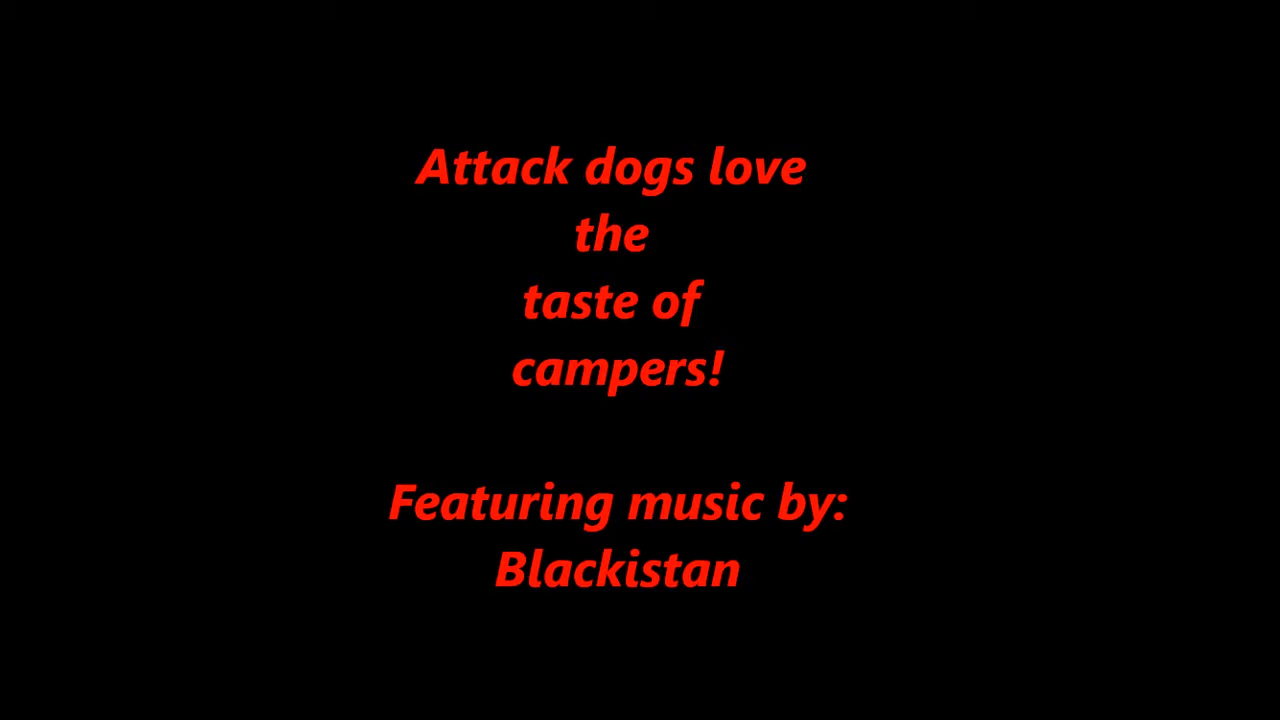 Attack dogs love
the
taste of
campers!
Featuring music by:
Blackistan